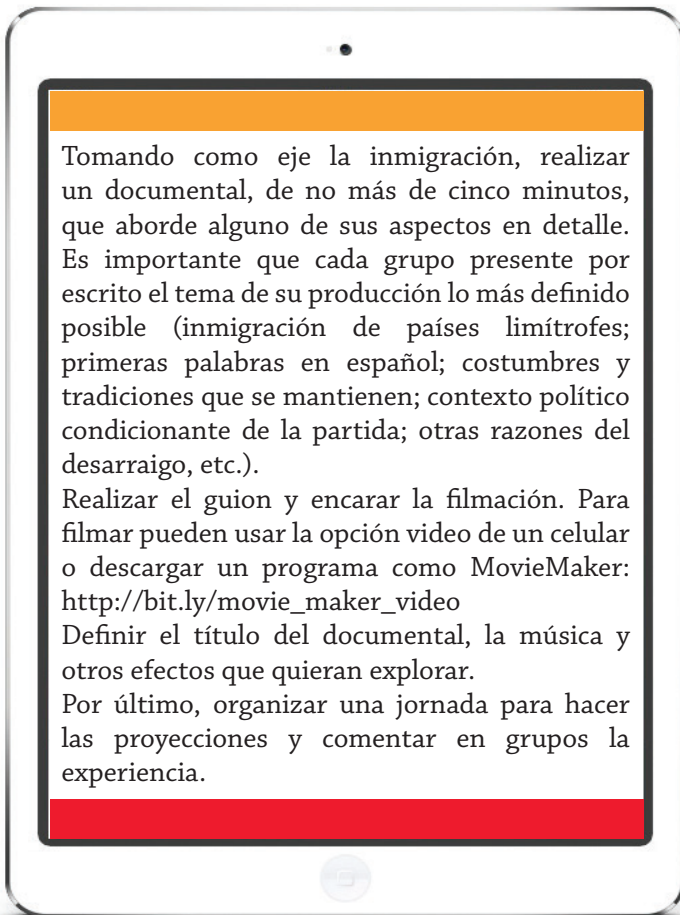 Tomando como eje la inmigración, realizar
un documental, de no más de cinco minutos,
que aborde alguno de sus aspectos en detalle.
Es importante que cada grupo presente por
escrito el tema de su producción lo más definido
posible (inmigración de países limítrofes;
primeras palabras en español; costumbres y
tradiciones que se mantienen; contexto político
condicionante de la partida; otras razones del
desarraigo, etc.).
Realizar el guion y encarar la filmación. Para
filmar pueden usar la opción video de un celular
o descargar un programa como MovieMaker:
http://bit.ly/movie_maker_video
Definir el título del documental, la música y
otros efectos que quieran explorar.
Por último, organizar una jornada para hacer
las proyecciones y comentar en grupos la
experiencia.